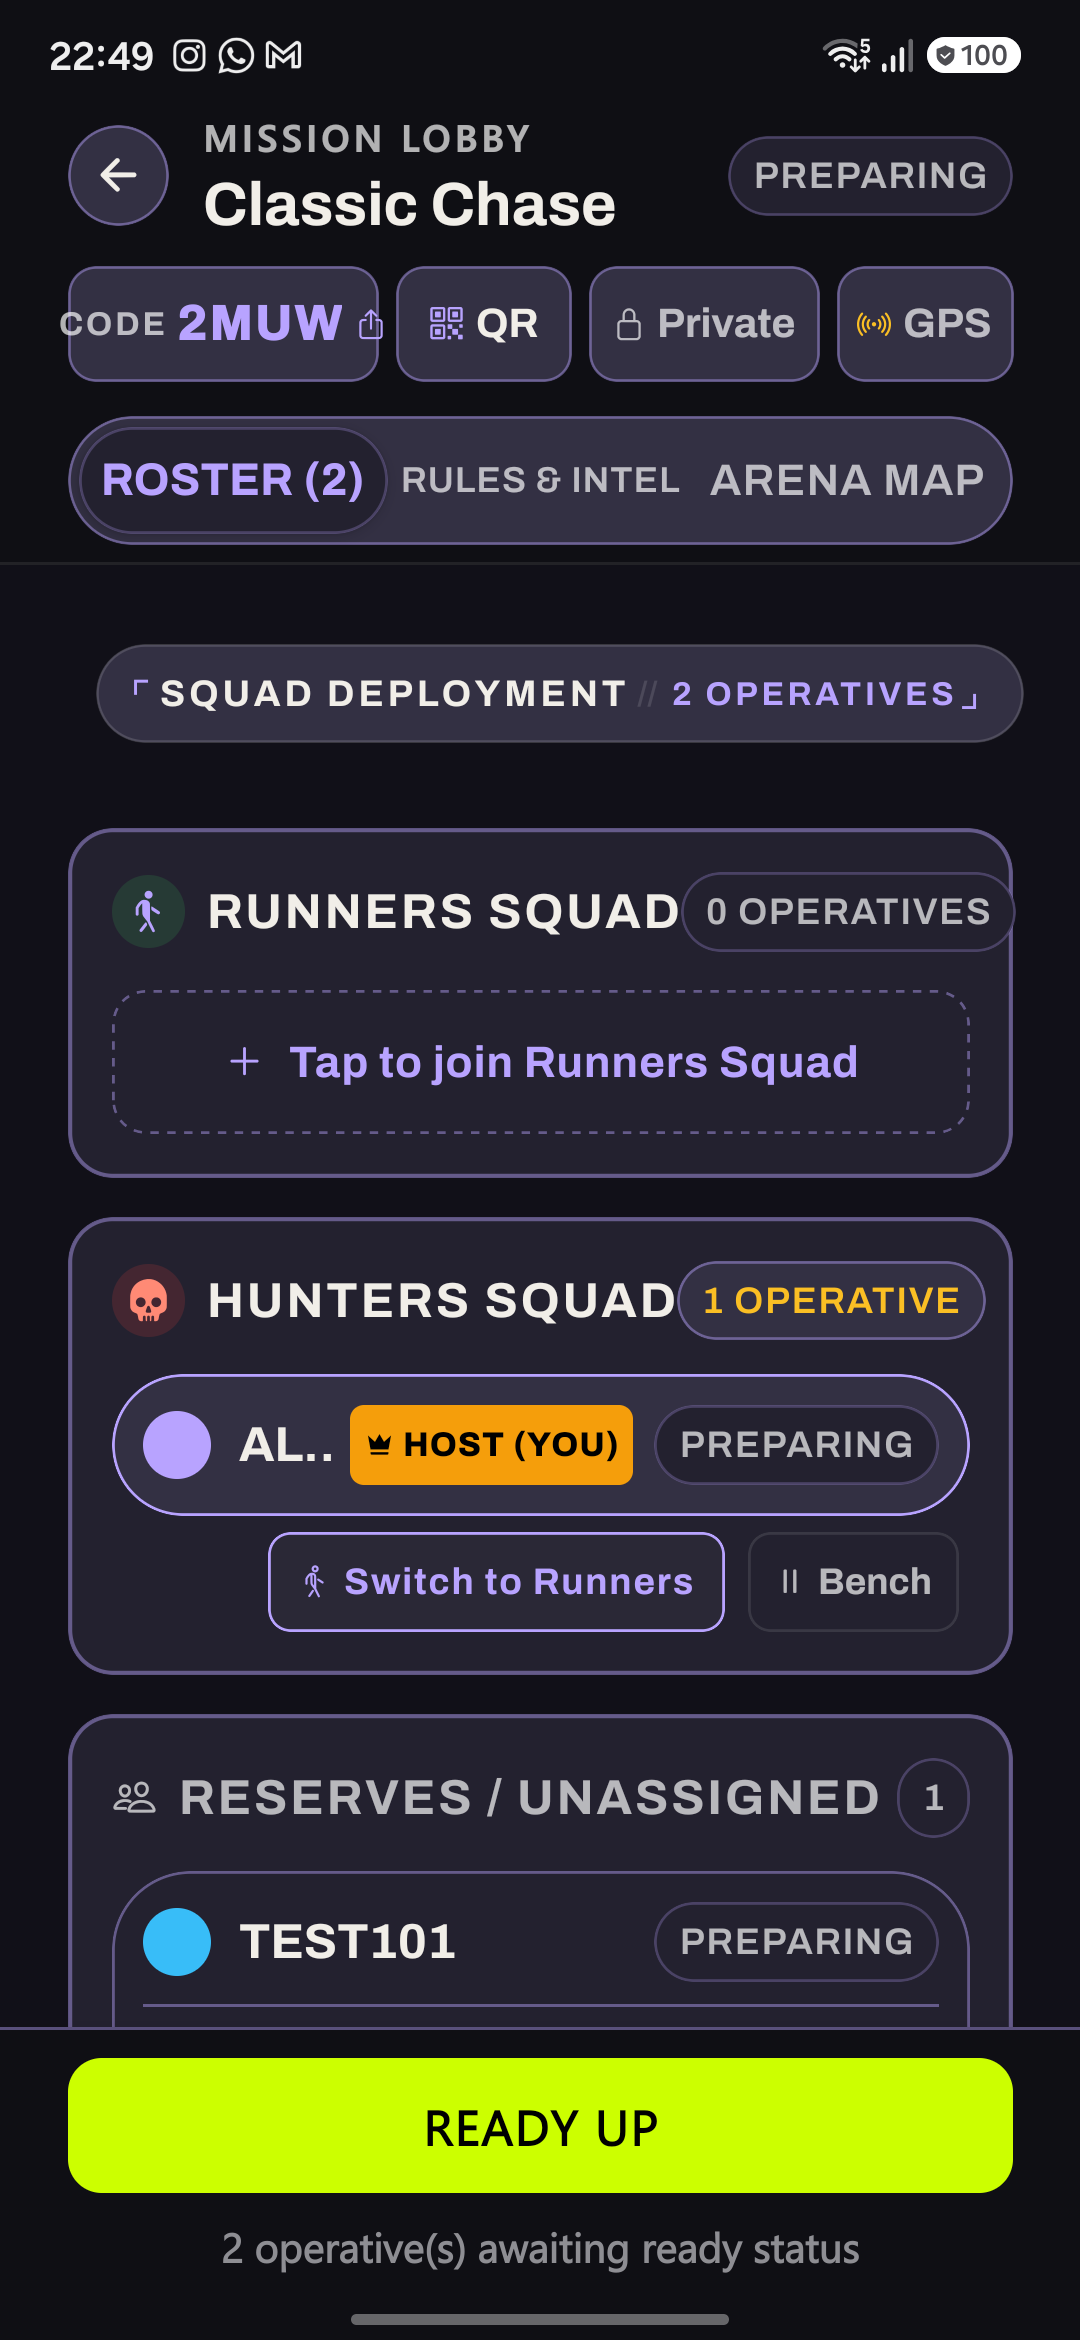 22:49
5
100
MISSION LOBBY
Classic Chase
PREPARING
CODE 2MUW
QR
Private
GPS
ROSTER (2)
RULES & INTEL
ARENA MAP
SQUAD DEPLOYMENT // 2 OPERATIVES
RUNNERS SQUAD
0 OPERATIVES
+ Tap to join Runners Squad
HUNTERS SQUAD
1 OPERATIVE
AL..
HOST (YOU)
PREPARING
Switch to Runners
Bench
RESERVES / UNASSIGNED
1
TEST101
PREPARING
READY UP
2 operative(s) awaiting ready status